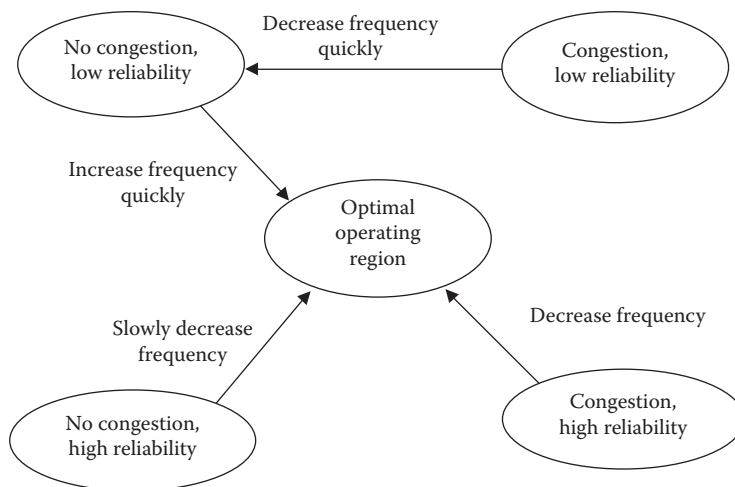 No congestion,
low reliability
Decrease frequency
quickly
Congestion,
low reliability
Increase frequency
quickly
Optimal
operating
region
Slowly decrease
frequency
Decrease frequency
No congestion,
high reliability
Congestion,
high reliability